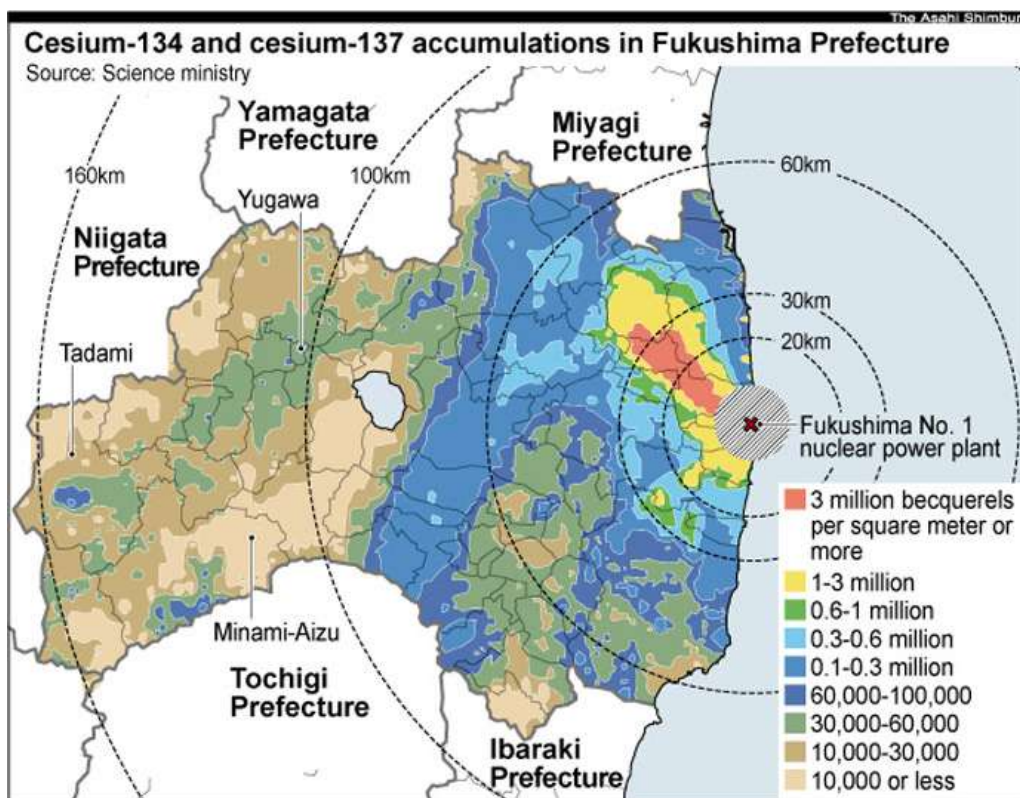 The Asahi Shimbun
Cesium-134 and cesium-137 accumulations in Fukushima Prefecture
Source: Science ministry
Yamagata
Prefecture
Miyagi
Prefecture
160km
100km
60km
Yugawa
Niigata
Prefecture
30km
20km
Tadami
Fukushima No. 1
nuclear power plant
3 million becquerels
per square meter or
more
1-3 million
0.6-1 million
0.3-0.6 million
0.1-0.3 million
60,000-100,000
30,000-60,000
10,000-30,000
10,000 or less
Minami-Aizu
Tochigi
Prefecture
Ibaraki
Prefecture